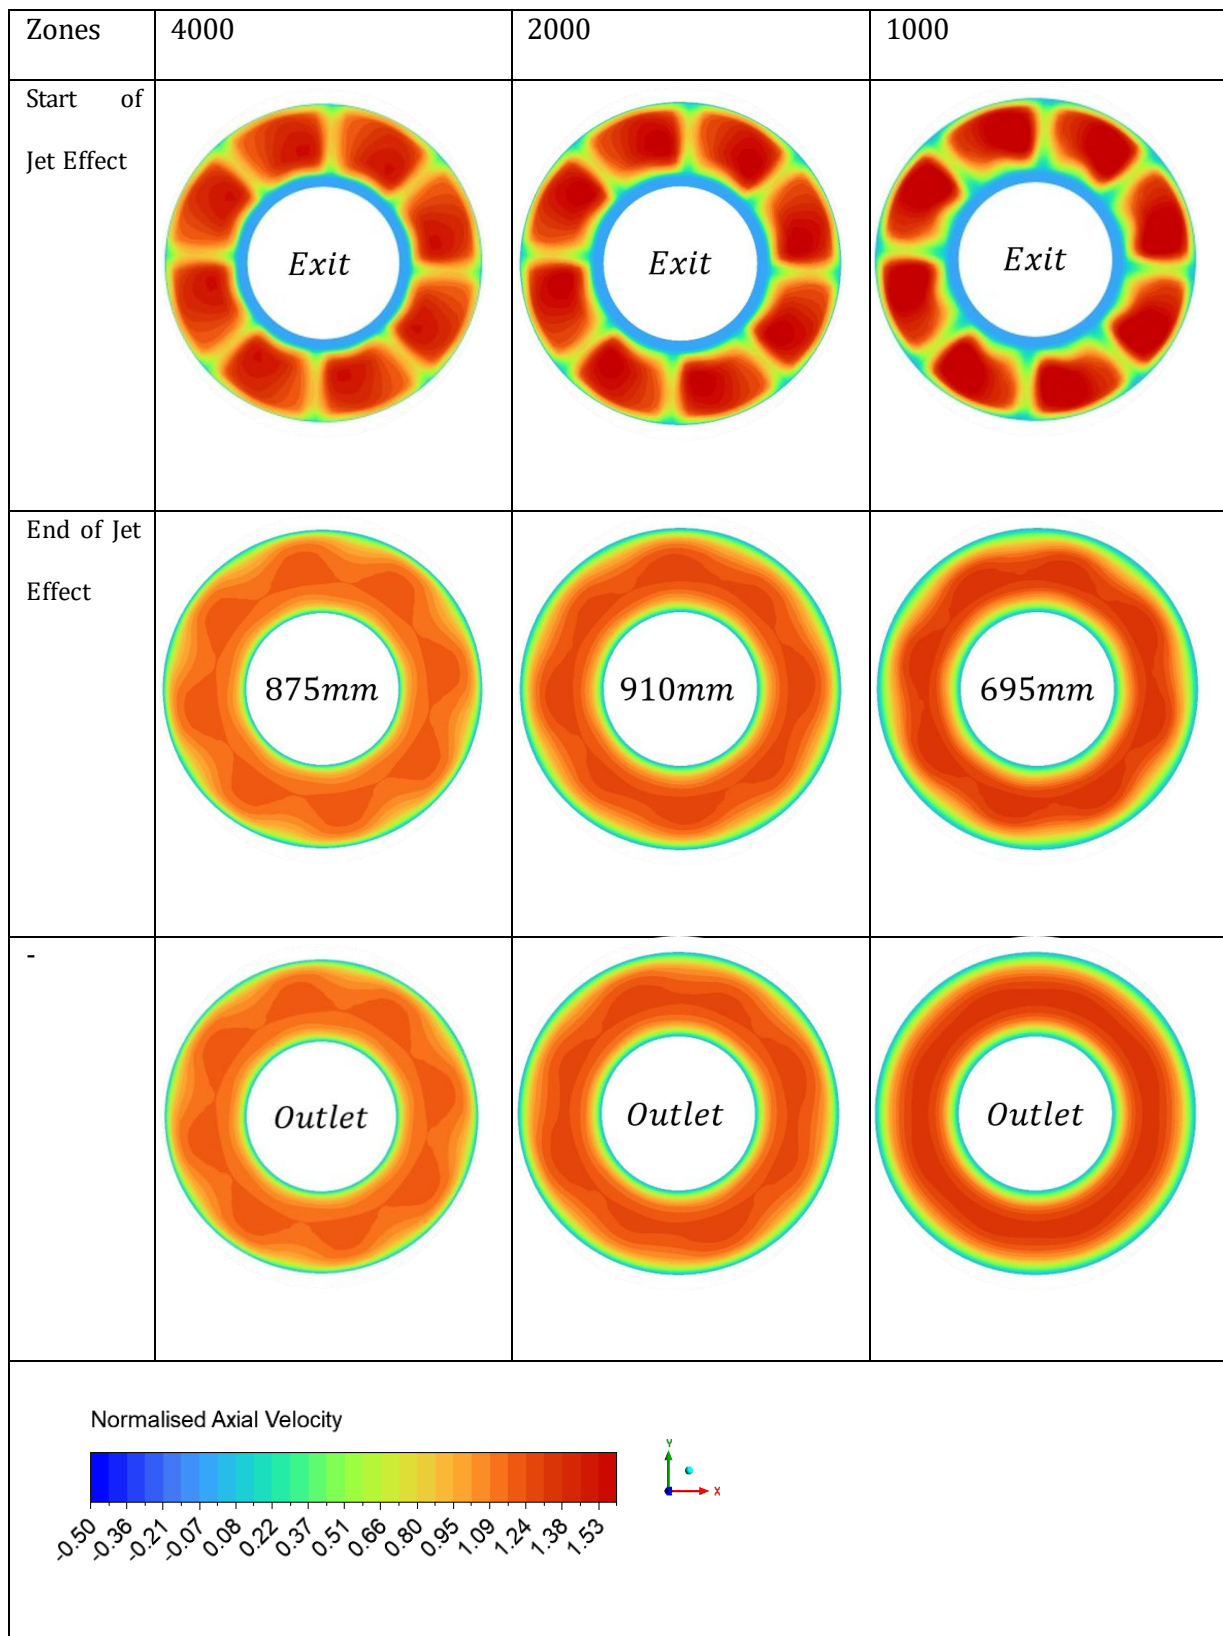 Zones 4000 2000 1000
Start of
Jet Effect
Exit Exit Exit
End of Jet
Effect
875mm 910mm 695mm
-
Outlet Outlet Outlet
Normalised Axial Velocity
-0.50 -0.36 -0.21 -0.07 0.08 0.22 0.37 0.51 0.66 0.80 0.95 1.09 1.24 1.38 1.53
Y
X